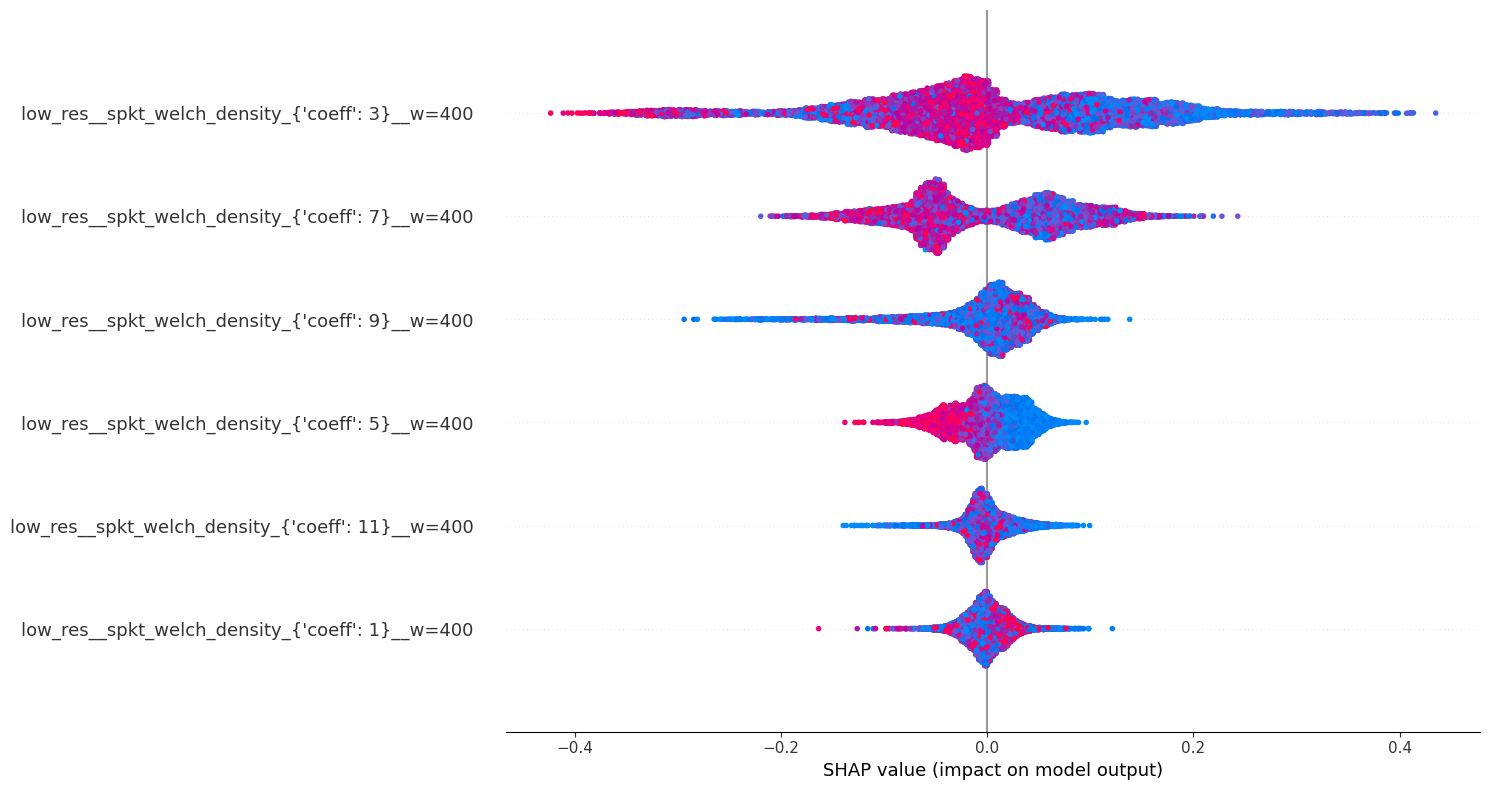 low_res__spkt_welch_density_{'coeff': 3}__w=400
low_res__spkt_welch_density_{'coeff': 7}__w=400
low_res__spkt_welch_density_{'coeff': 9}__w=400
low_res__spkt_welch_density_{'coeff': 5}__w=400
low_res__spkt_welch_density_{'coeff': 11}__w=400
low_res__spkt_welch_density_{'coeff': 1}__w=400
−0.4 −0.2 0.0 0.2 0.4
SHAP value (impact on model output)